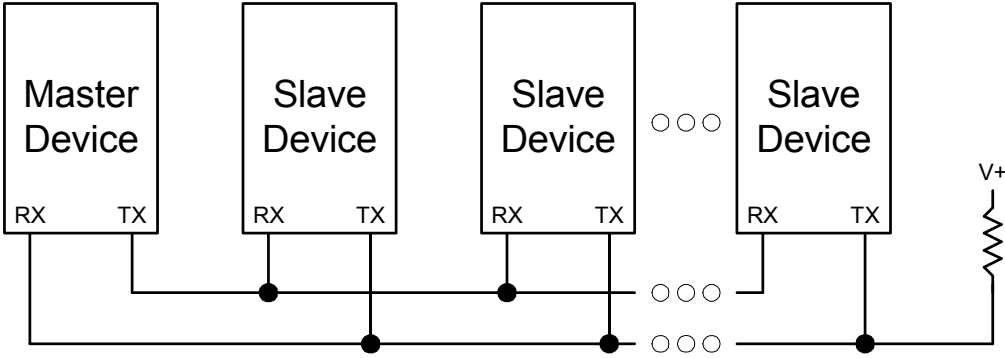 Master
Device
Slave
Device
Slave
Device
Slave
Device
RX TX
RX TX
RX TX
RX TX
V+